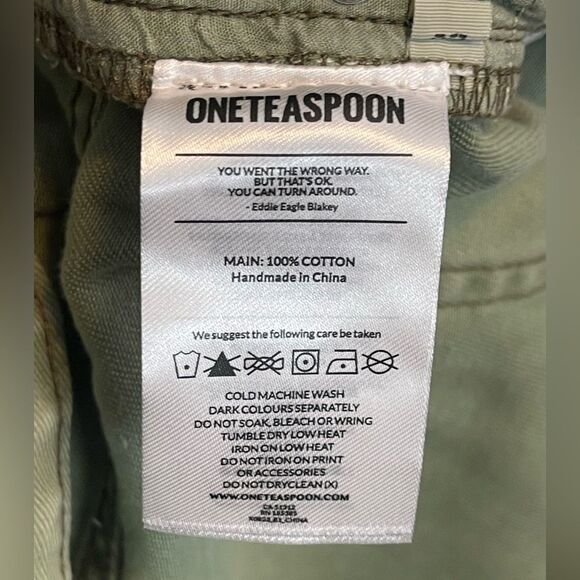 ONETEASPOON
YOU WENT THE WRONG WAY.
BUT THAT'S OK.
YOU CAN TURN AROUND.
- Eddie Eagle Blakey
MAIN: 100% COTTON
Handmade in China
We suggest the following care be taken
COLD MACHINE WASH
DARK COLOURS SEPARATELY
DO NOT SOAK, BLEACH OR WRING
TUMBLE DRY LOW HEAT
IRON ON LOW HEAT
DO NOT IRON ON PRINT
OR ACCESSORIES
DO NOT DRYCLEAN (X)
WWW.ONETEASPOON.COM